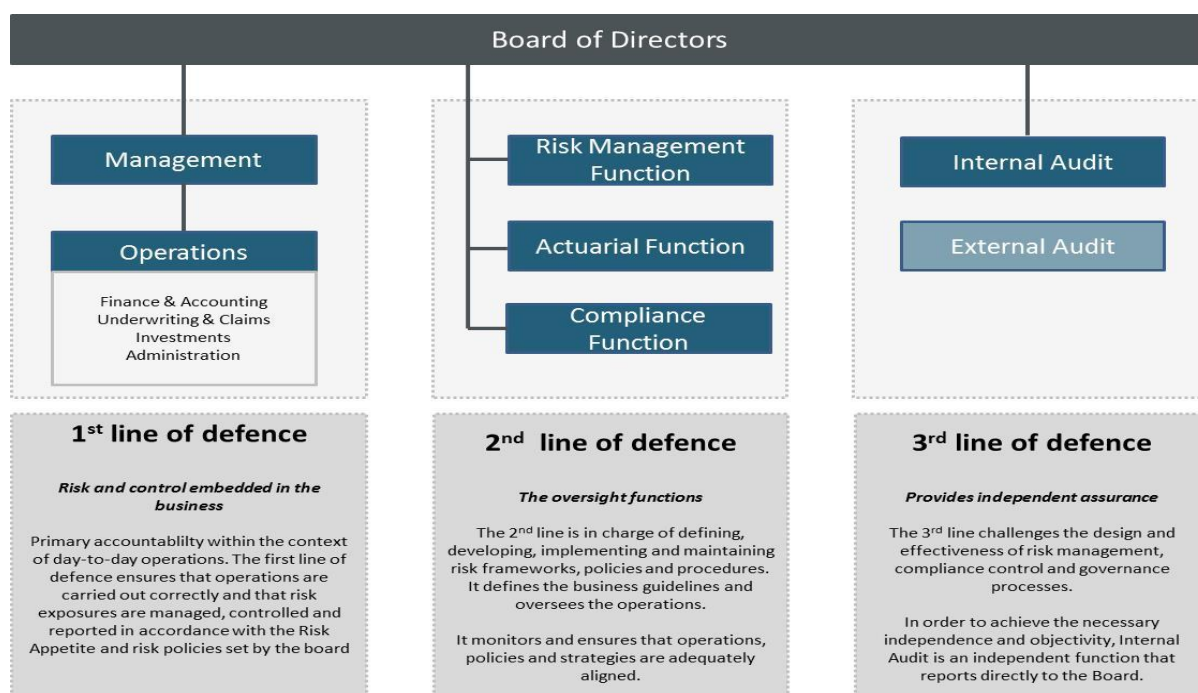 Board of Directors
Management
Operations
Finance & Accounting
Underwriting & Claims
Investments
Administration
Risk Management
Function
Actuarial Function
Compliance
Function
Internal Audit
External Audit
1st line of defence
Risk and control embedded in the
business
Primary accountablilty within the context
of day-to-day operations. The first line of
defence ensures that operations are
carried out correctly and that risk
exposures are managed, controlled and
reported in accordance with the Risk
Appetite and risk policies set by the board
2nd line of defence
The oversight functions
The 2nd line is in charge of defining,
developing, implementing and maintaining
risk frameworks, policies and procedures.
It defines the business guidelines and
oversees the operations.
It monitors and ensures that operations,
policies and strategies are adequately
aligned.
3rd line of defence
Provides independent assurance
The 3rd line challenges the design and
effectiveness of risk management,
compliance control and governance
processes.
In order to achieve the necessary
independence and objectivity, Internal
Audit is an independent function that
reports directly to the Board.